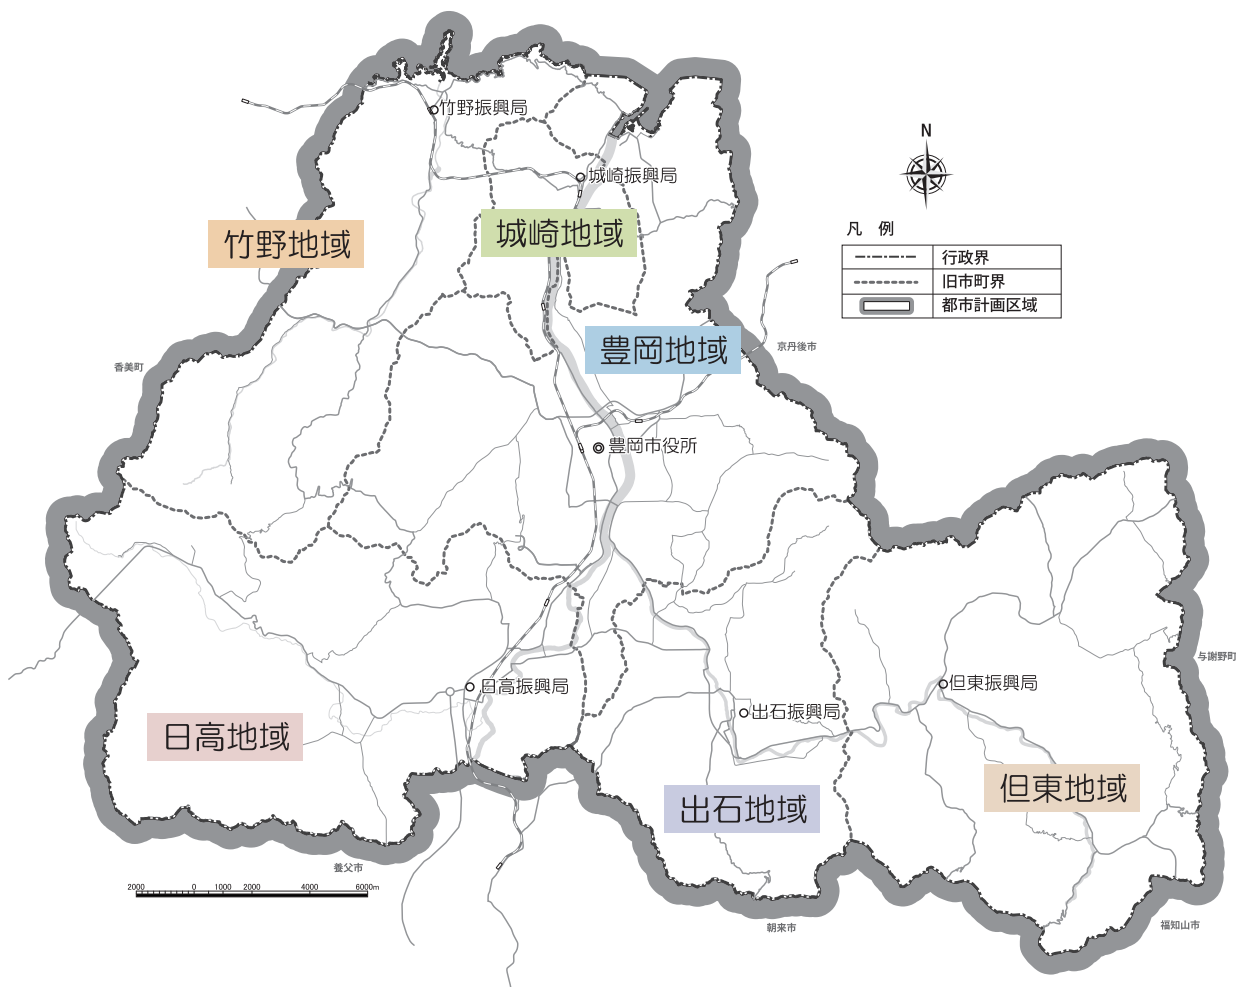 竹野振興局
N
城崎振興局
凡　例
竹野地域
城崎地域
行政界
旧市町界
都市計画区域
豊岡地域
京丹後市
香美町
豊岡市役所
与謝野町
日高振興局
但東振興局
出石振興局
日高地域
但東地域
出石地域
養父市
2000 0 1000 2000 4000 6000m
朝来市
福知山市